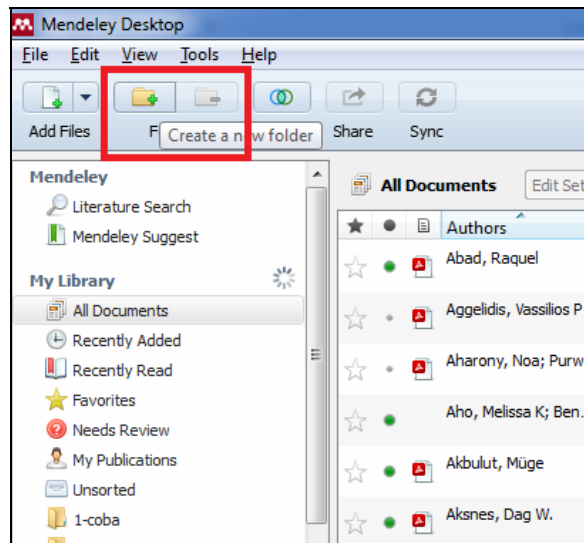 Mendeley Desktop
File Edit View Tools Help
Add Files Share Sync
Create a new folder
Mendeley
Literature Search
Mendeley Suggest
My Library
All Documents
Recently Added
Recently Read
Favorites
Needs Review
My Publications
Unsorted
1-coba
All Documents Edit Set
Authors
Abad, Raquel
Aggelidis, Vassilios P
Aharony, Noa; Purw
Aho, Melissa K; Ben.
Akbulut, Müge
Aksnes, Dag W.